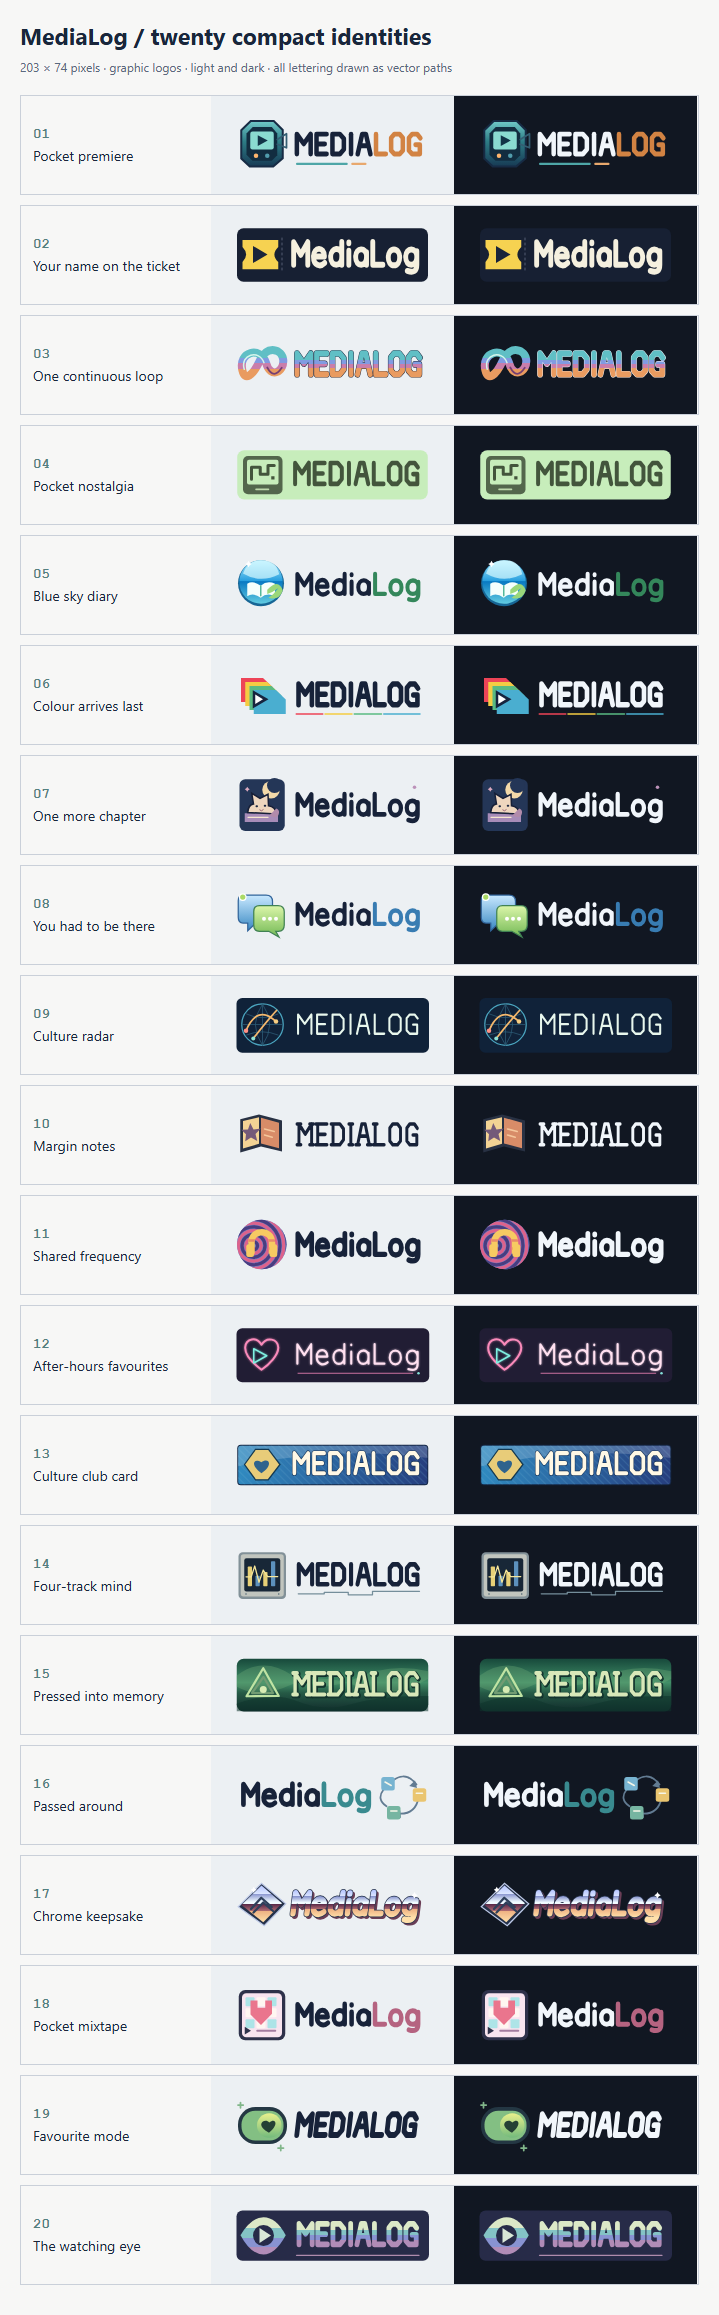 MediaLog / twenty compact identities
203 × 74 pixels · graphic logos · light and dark · all lettering drawn as vector paths
01
Pocket premiere
MEDIALOG
MEDIALOG
02
Your name on the ticket
MediaLog
MediaLog
03
One continuous loop
MEDIALOG
MEDIALOG
04
Pocket nostalgia
MEDIALOG
MEDIALOG
05
Blue sky diary
MediaLog
MediaLog
06
Colour arrives last
MEDIALOG
MEDIALOG
07
One more chapter
MediaLog
MediaLog
08
You had to be there
MediaLog
MediaLog
09
Culture radar
MEDIALOG
MEDIALOG
10
Margin notes
MEDIALOG
MEDIALOG
11
Shared frequency
MediaLog
MediaLog
12
After-hours favourites
MediaLog
MediaLog
13
Culture club card
MEDIALOG
MEDIALOG
14
Four-track mind
MEDIALOG
MEDIALOG
15
Pressed into memory
MEDIALOG
MEDIALOG
16
Passed around
MediaLog
MediaLog
17
Chrome keepsake
MediaLog
MediaLog
18
Pocket mixtape
MediaLog
MediaLog
19
Favourite mode
MEDIALOG
MEDIALOG
20
The watching eye
MEDIALOG
MEDIALOG